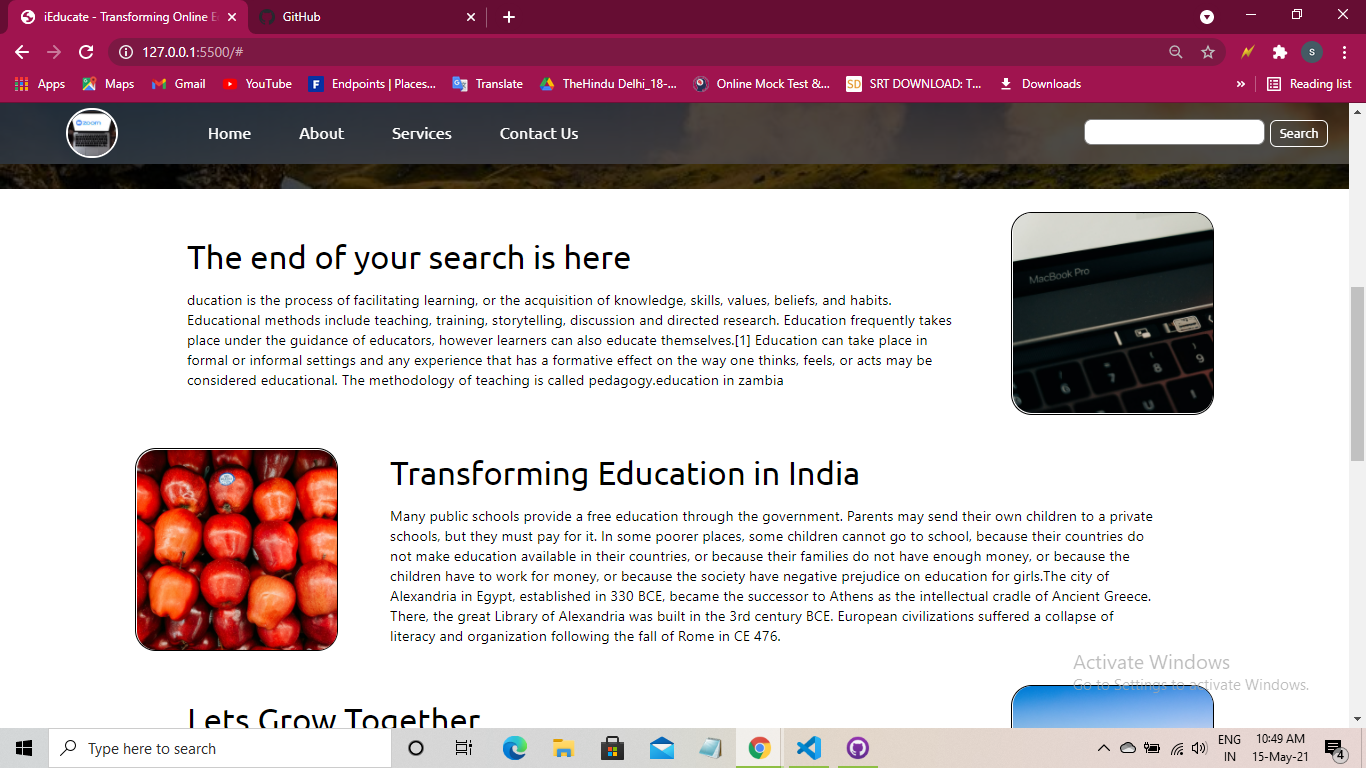 iEducate - Transforming Online E
GitHub
127.0.0.1:5500/#
S
Apps
Maps
Gmail
YouTube
Endpoints | Places...
Translate
TheHindu Delhi_18-...
Online Mock Test &...
SD
SRT DOWNLOAD: T...
Downloads
»
Reading list
zoom
Home
About
Services
Contact Us
Search
The end of your search is here
ducation is the process of facilitating learning, or the acquisition of knowledge, skills, values, beliefs, and habits.
Educational methods include teaching, training, storytelling, discussion and directed research. Education frequently takes
place under the guidance of educators, however learners can also educate themselves.[1] Education can take place in
formal or informal settings and any experience that has a formative effect on the way one thinks, feels, or acts may be
considered educational. The methodology of teaching is called pedagogy.education in zambia
MacBook Pro
6
7
8
9
U
I
Transforming Education in India
Many public schools provide a free education through the government. Parents may send their own children to a private
schools, but they must pay for it. In some poorer places, some children cannot go to school, because their countries do
not make education available in their countries, or because their families do not have enough money, or because the
children have to work for money, or because the society have negative prejudice on education for girls.The city of
Alexandria in Egypt, established in 330 BCE, became the successor to Athens as the intellectual cradle of Ancient Greece.
There, the great Library of Alexandria was built in the 3rd century BCE. European civilizations suffered a collapse of
literacy and organization following the fall of Rome in CE 476.
Activate Windows
Go to Settings to activate Windows.
Lets Grow Together
Type here to search
ENG
IN
10:49 AM
15-May-21
4